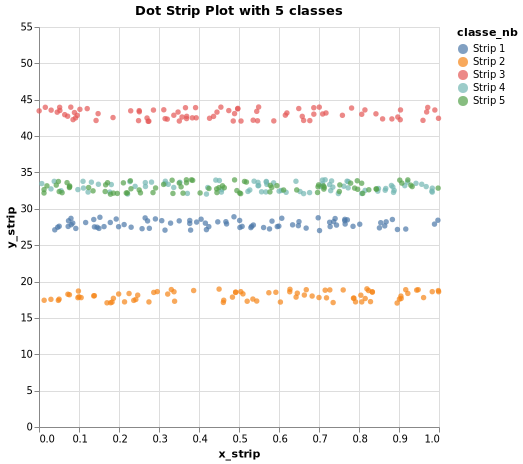 Dot Strip Plot with 5 classes
classe_nb
Strip 1
Strip 2
Strip 3
Strip 4
Strip 5
55
50
45
40
35
30
25
20
15
10
5
0
y_strip
0.0 0.1 0.2 0.3 0.4 0.5 0.6 0.7 0.8 0.9 1.0
x_strip